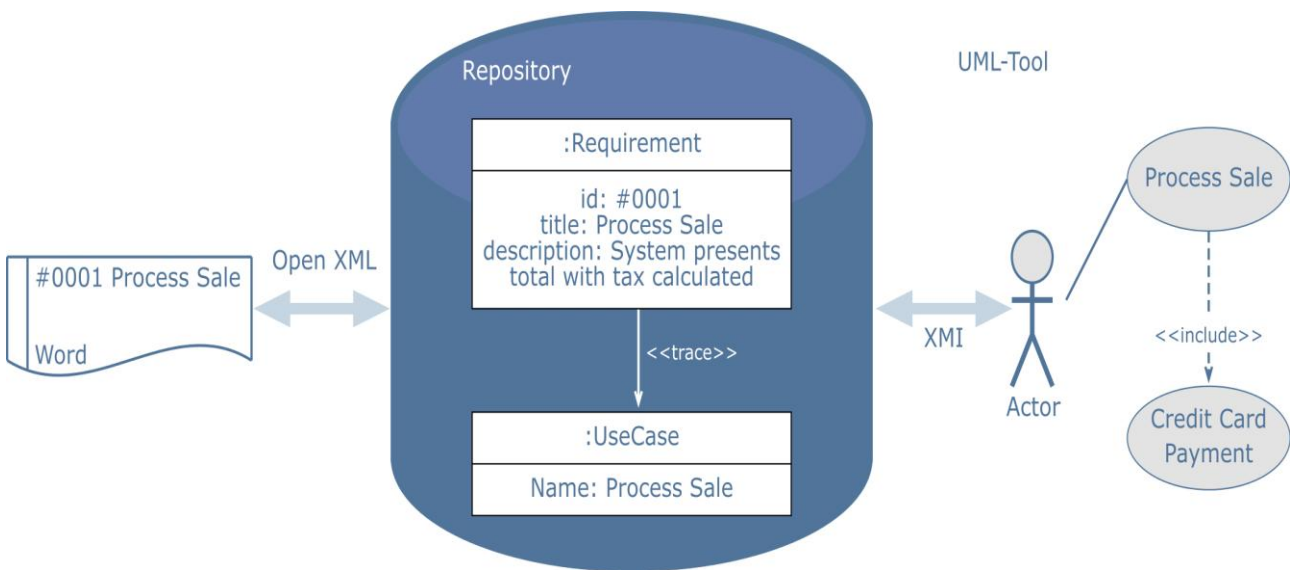 Repository
UML-Tool
:Requirement
id: #0001
title: Process Sale
description: System presents
total with tax calculated
Process Sale
Open XML
#0001 Process Sale
Word
XMI
<<trace>>
<<include>>
Actor
:UseCase
Name: Process Sale
Credit Card
Payment